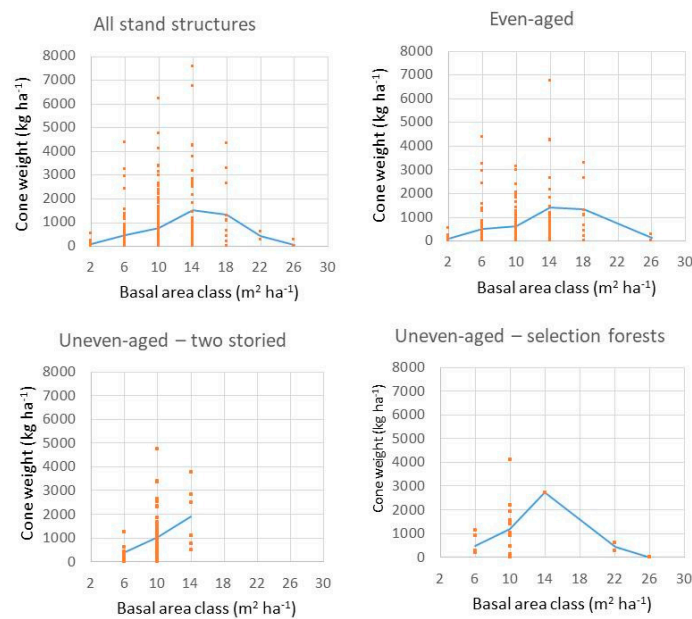 All stand structures
Cone weight (kg ha⁻¹)
8000
7000
6000
5000
4000
3000
2000
1000
0
2 6 10 14 18 22 26 30
Basal area class (m² ha⁻¹)
Even-aged
Cone weight (kg ha⁻¹)
8000
7000
6000
5000
4000
3000
2000
1000
0
2 6 10 14 18 22 26 30
Basal area class (m² ha⁻¹)
Uneven-aged – two storied
Cone weight (kg ha⁻¹)
8000
7000
6000
5000
4000
3000
2000
1000
0
2 6 10 14 18 22 26 30
Basal area class (m² ha⁻¹)
Uneven-aged – selection forests
Cone weight (kg ha⁻¹)
8000
7000
6000
5000
4000
3000
2000
1000
0
2 6 10 14 18 22 26 30
Basal area class (m² ha⁻¹)